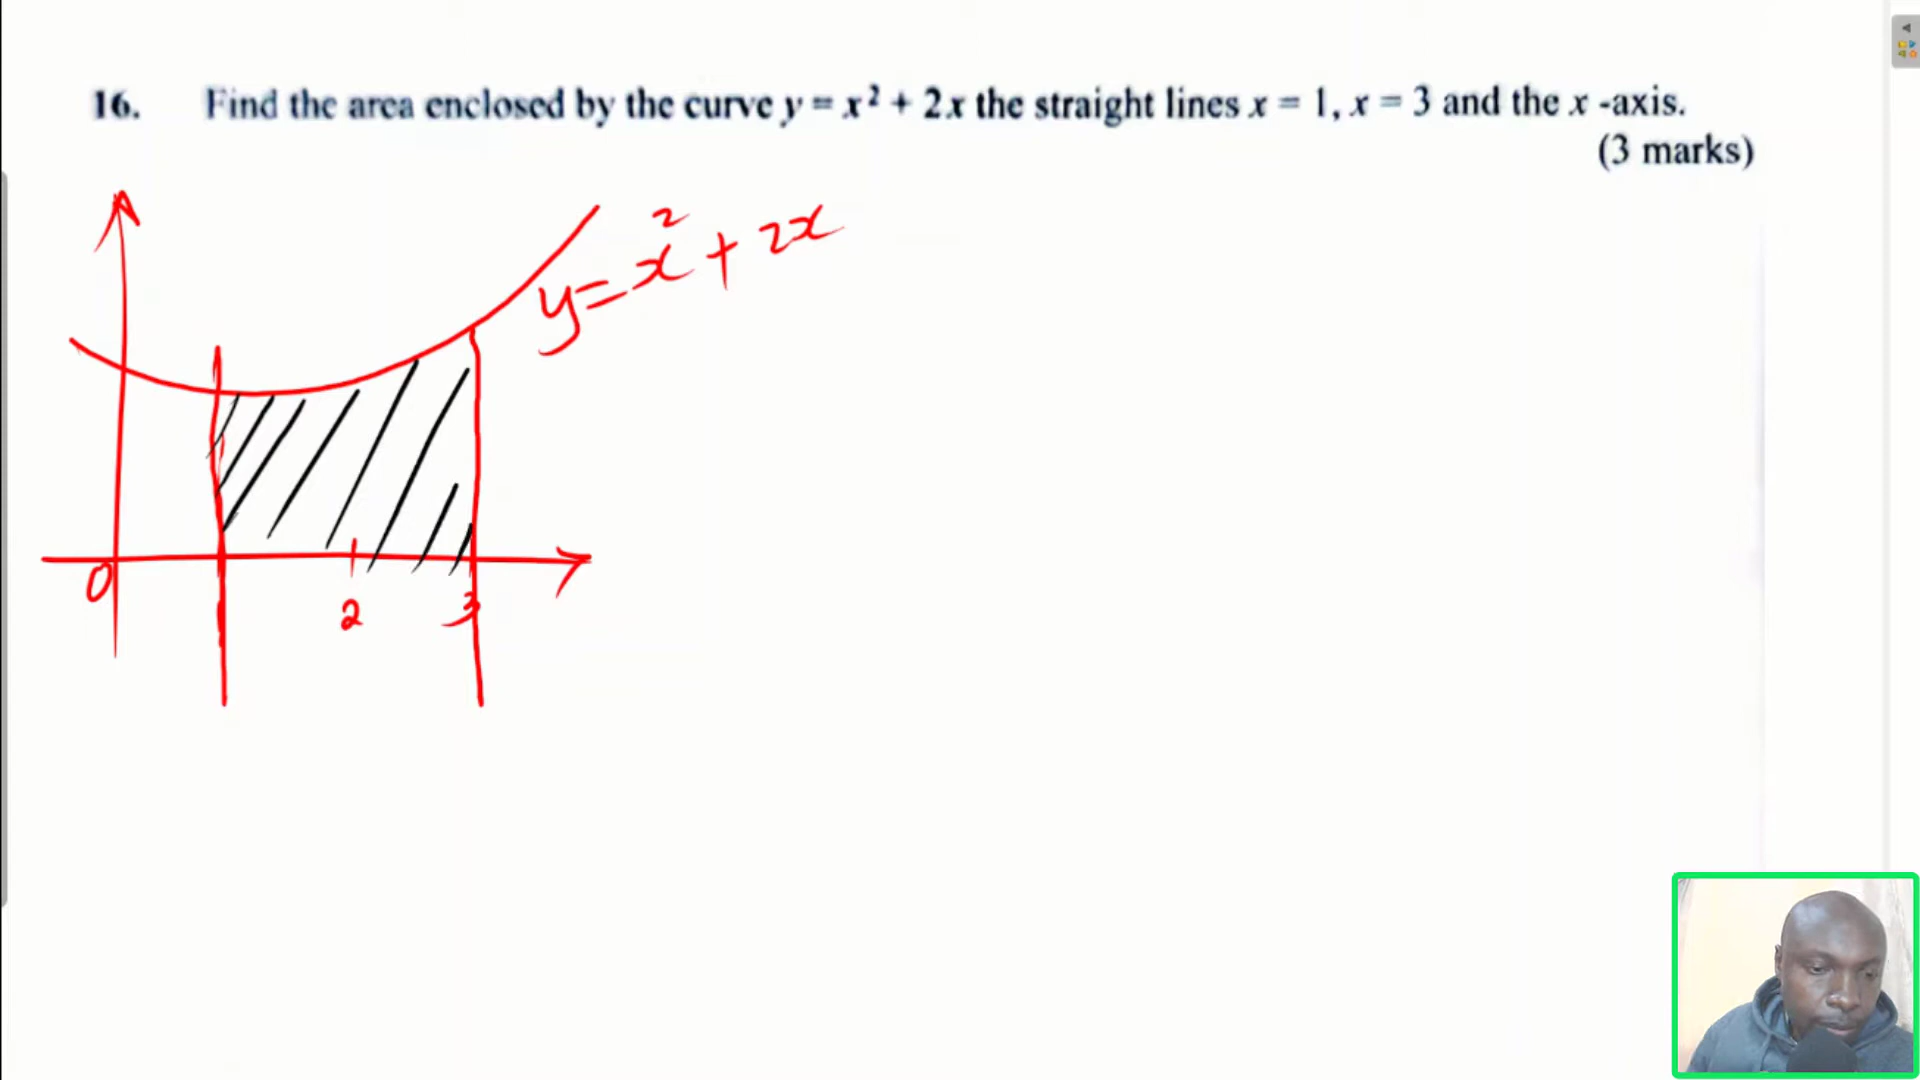 16. Find the area enclosed by the curve y = x² + 2x the straight lines x = 1, x = 3 and the x -axis.
(3 marks)
y = x² + 2x
0
2
3